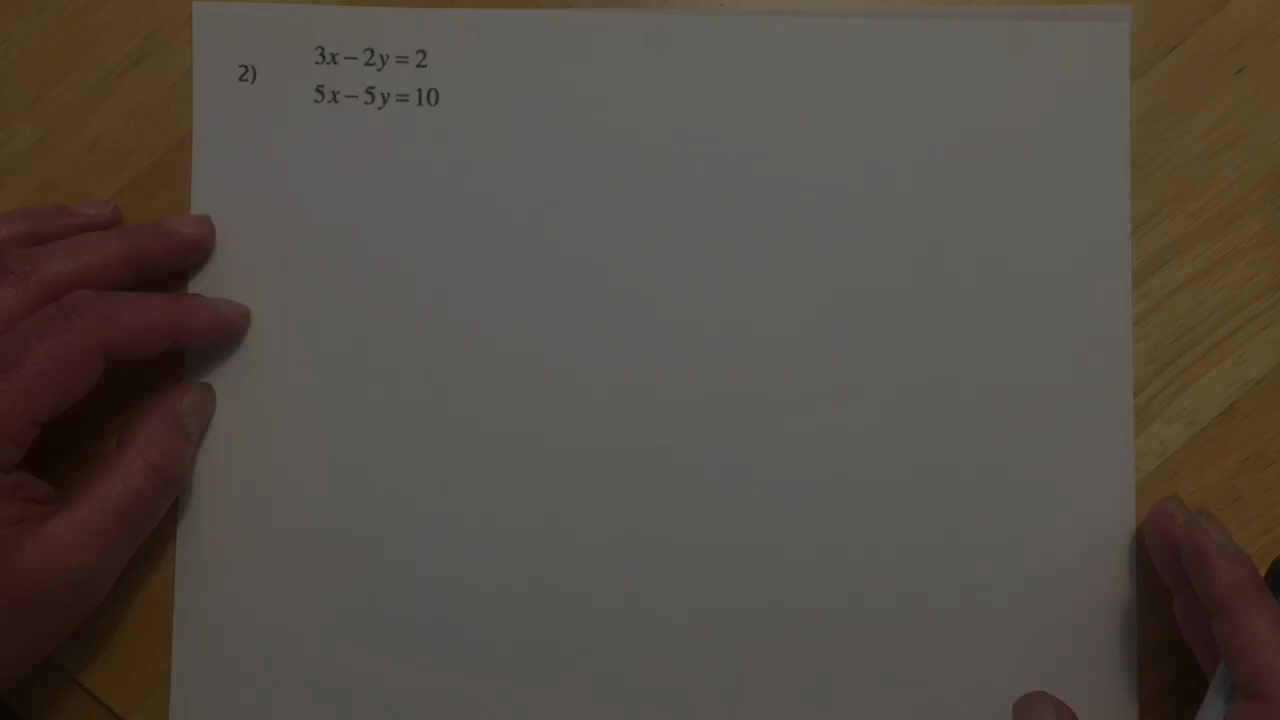 2)
3x − 2y = 2
5x − 5y = 10